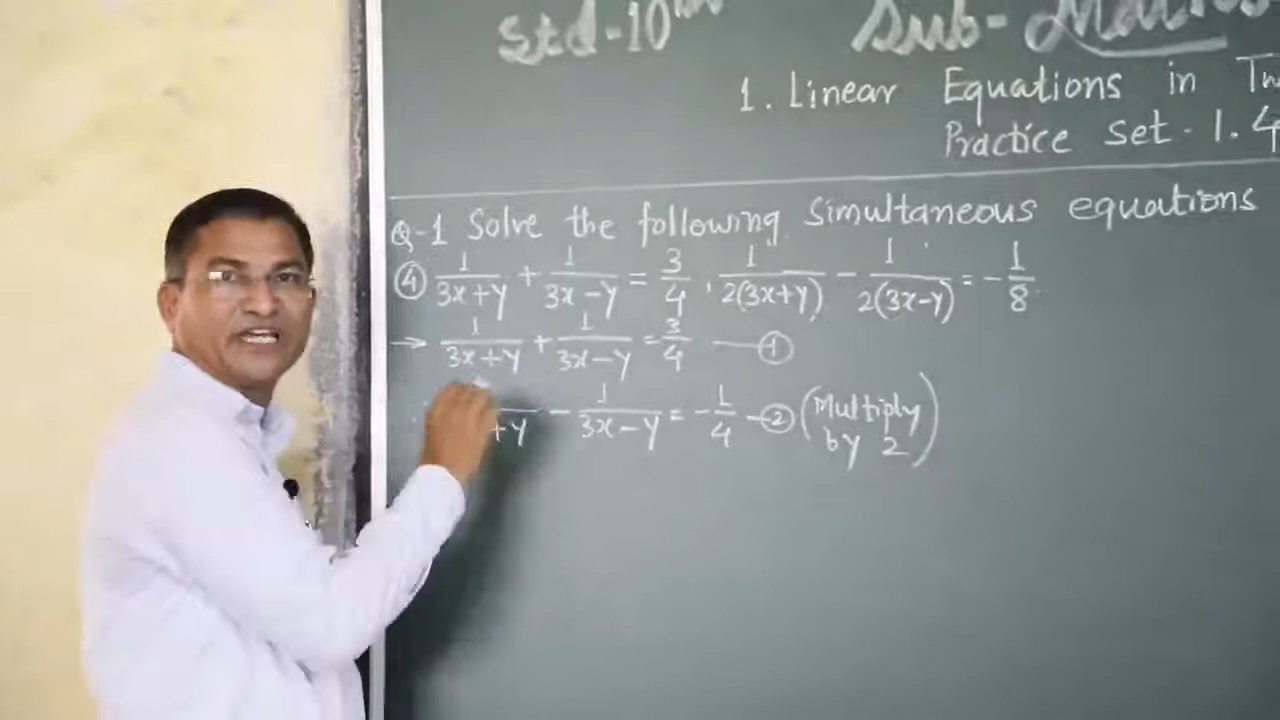 Std-10th Sub-Maths
1. Linear Equations in
Practice Set-1.4
Q-1 Solve the following simultaneous equations
④ 1/(3x+y) + 1/(3x-y) = 3/4, 1/(2(3x+y)) - 1/(2(3x-y)) = -1/8
→ 1/(3x+y) + 1/(3x-y) = 3/4 —①
+y - 1/(3x-y) = -1/4 —② (Multiply by 2)